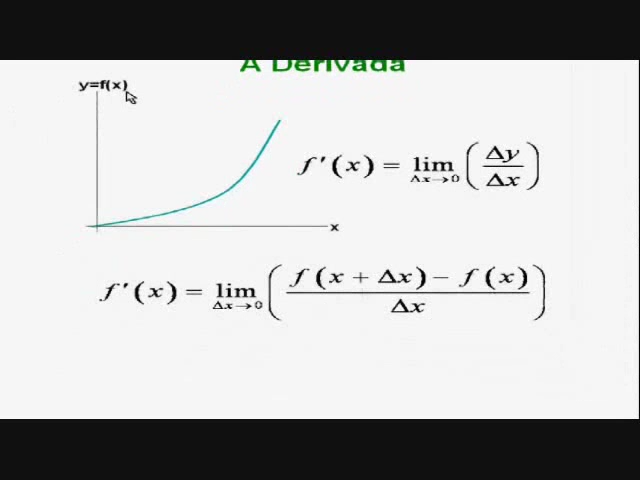 A Derivada
y=f(x)
f'(x) = lim Δx→0 (Δy/Δx)
x
f'(x) = lim Δx→0 (f(x + Δx) − f(x)/Δx)